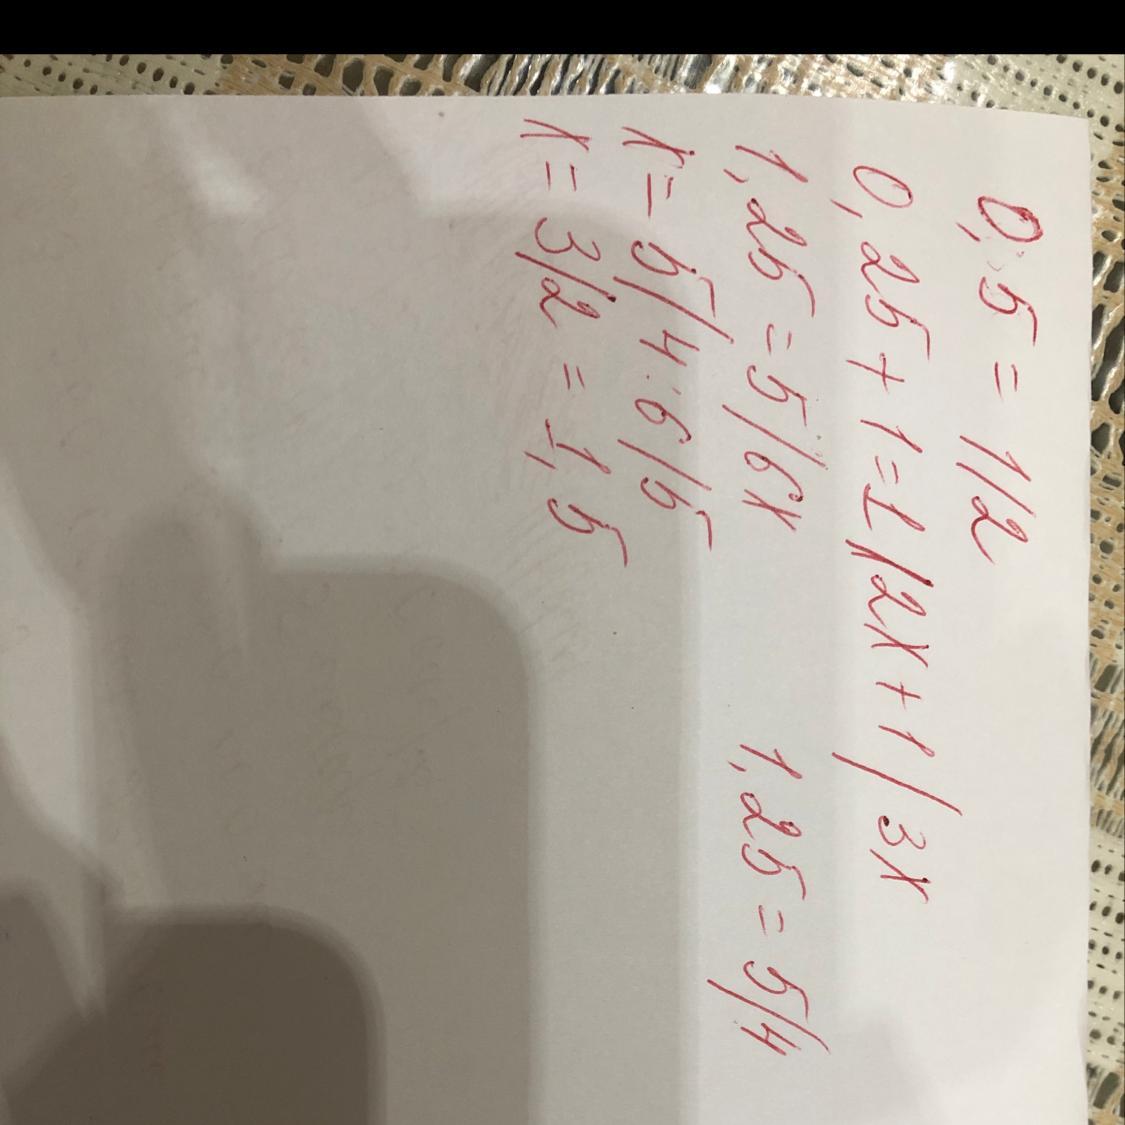 0,5 = 1/2
0,25 + 1 = 1/2x + 1/3x
1,25 = 5/6x 1,25 = 5/4
x = 5/4 · 6/5
x = 3/2 = 1,5